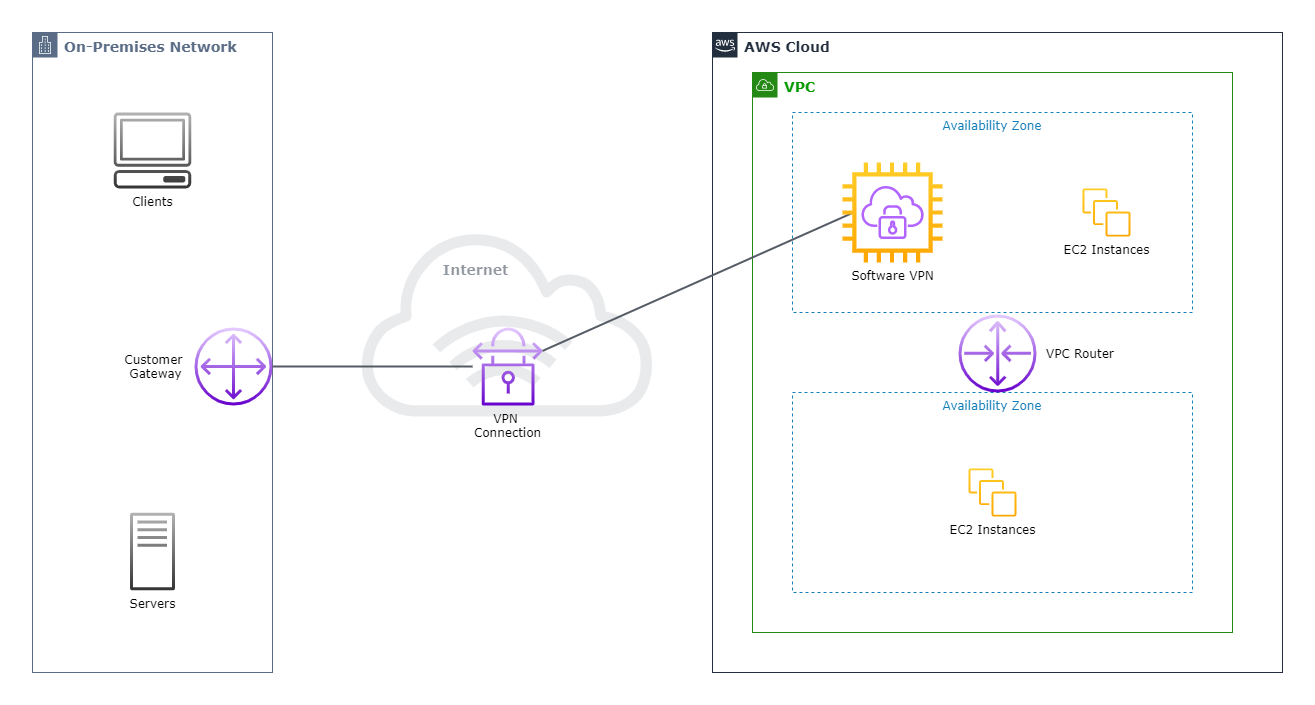 On-Premises Network
Clients
Customer
Gateway
Servers
Internet
VPN
Connection
aws
AWS Cloud
VPC
Availability Zone
Software VPN
EC2 Instances
VPC Router
Availability Zone
EC2 Instances